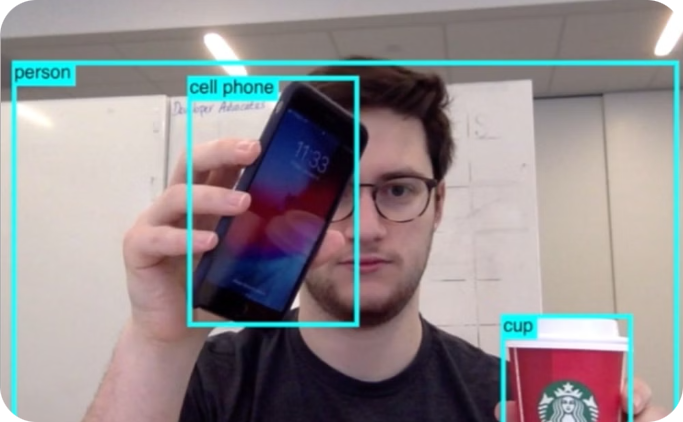 person
cell phone
Developer Advocates
11:33
cup